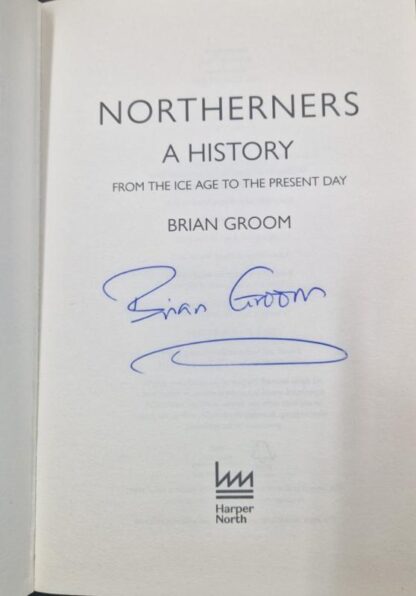 NORTHERNERS
A HISTORY
FROM THE ICE AGE TO THE PRESENT DAY
BRIAN GROOM
Brian Groom
Harper
North